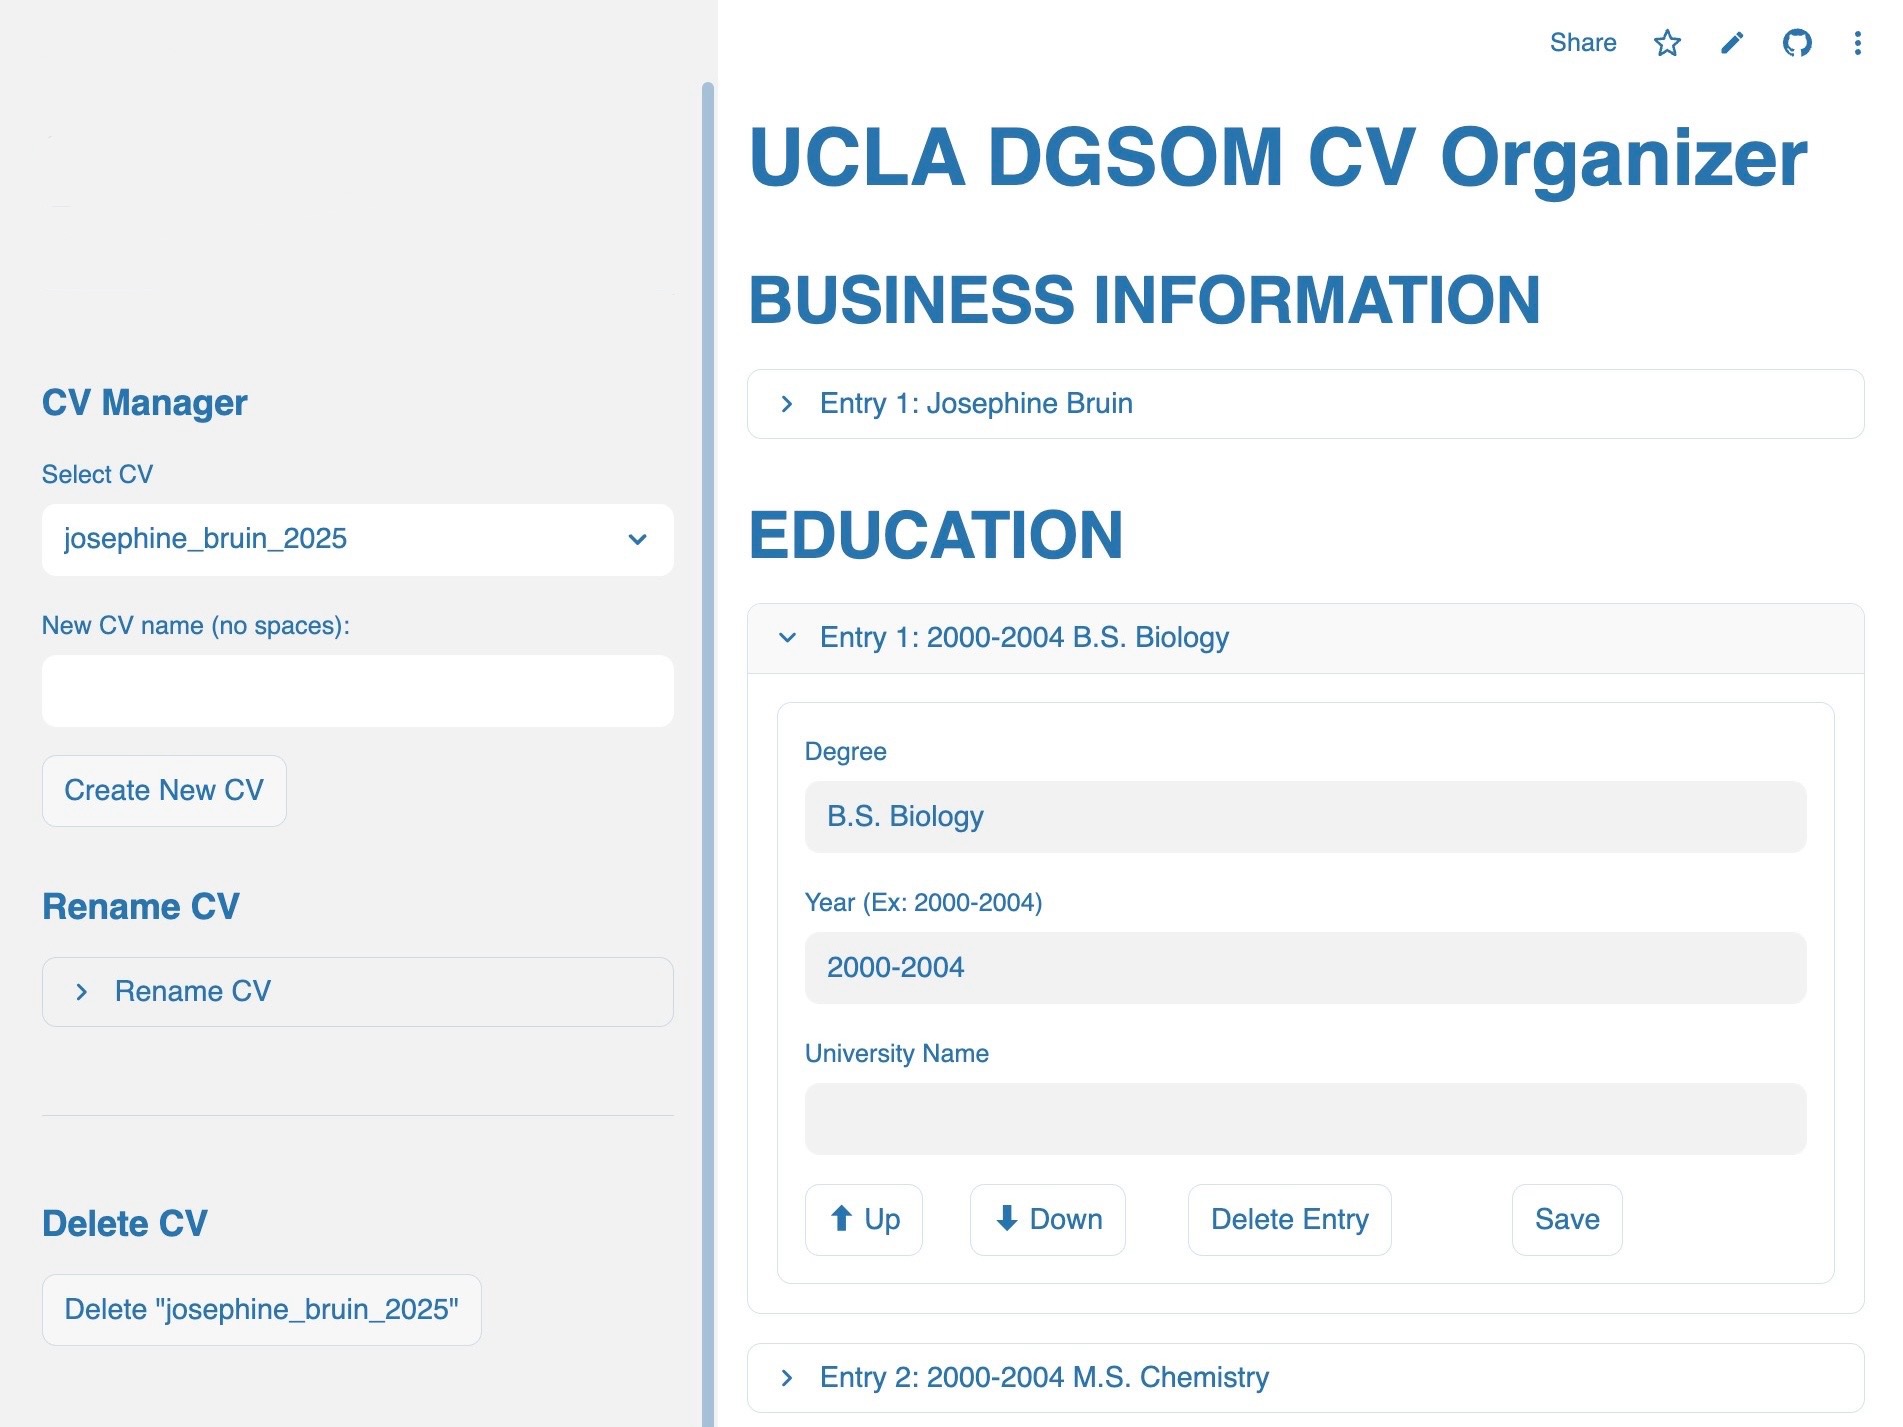 Share
UCLA DGSOM CV Organizer
BUSINESS INFORMATION
Entry 1: Josephine Bruin
EDUCATION
Entry 1: 2000-2004 B.S. Biology
Degree
B.S. Biology
Year (Ex: 2000-2004)
2000-2004
University Name
Up
Down
Delete Entry
Save
Entry 2: 2000-2004 M.S. Chemistry
CV Manager
Select CV
josephine_bruin_2025
New CV name (no spaces):
Create New CV
Rename CV
Rename CV
Delete CV
Delete "josephine_bruin_2025"